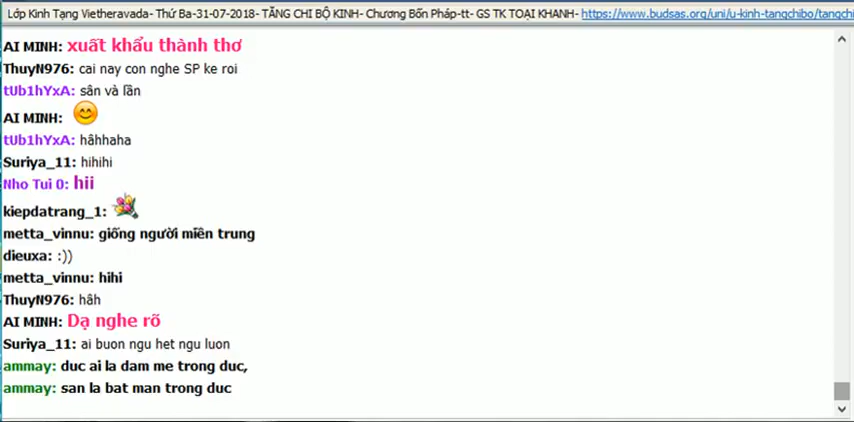 Lớp Kinh Tạng Vietheravada- Thứ Ba-31-07-2018- TĂNG CHI BỘ KINH- Chương Bốn Pháp-tt- GS TK TOẠI KHANH- https://www.budsas.org/uni/u-kinh-tangchibo/tangchi
AI MINH: xuất khẩu thành thơ
ThuyN976: cai nay con nghe SP ke roi
tUb1hYxA: sân và lần
AI MINH: 😊
tUb1hYxA: hâhhaha
Suriya_11: hihihi
Nho Tui 0: hii
kiepdatrang_1:
metta_vinnu: giống người miên trung
dieuxa: :))
metta_vinnu: hihi
ThuyN976: hâh
AI MINH: Dạ nghe rõ
Suriya_11: ai buon ngu het ngu luon
ammay: duc ai la dam me trong duc,
ammay: san la bat man trong duc